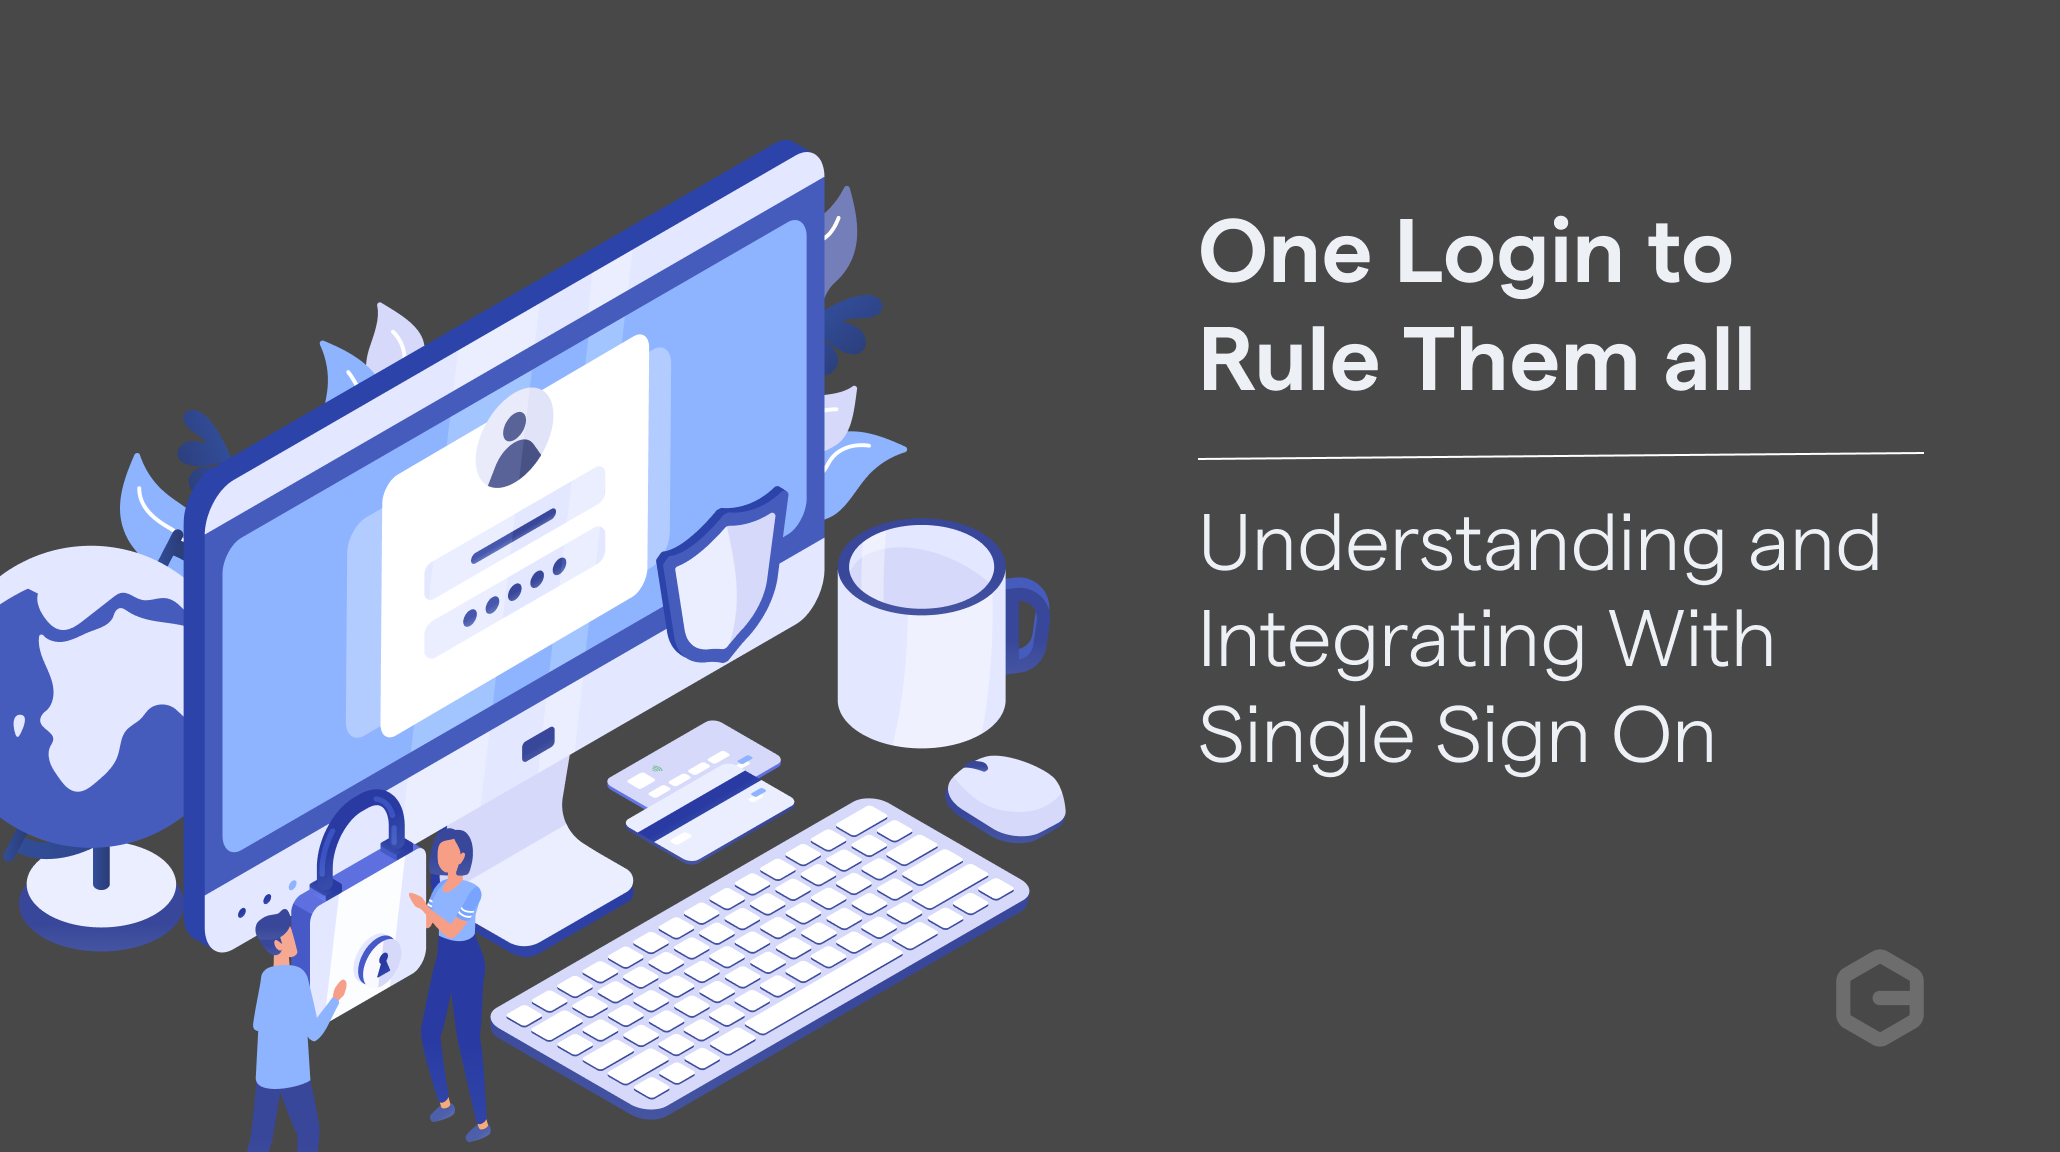 One Login to
Rule Them all
Understanding and
Integrating With
Single Sign On